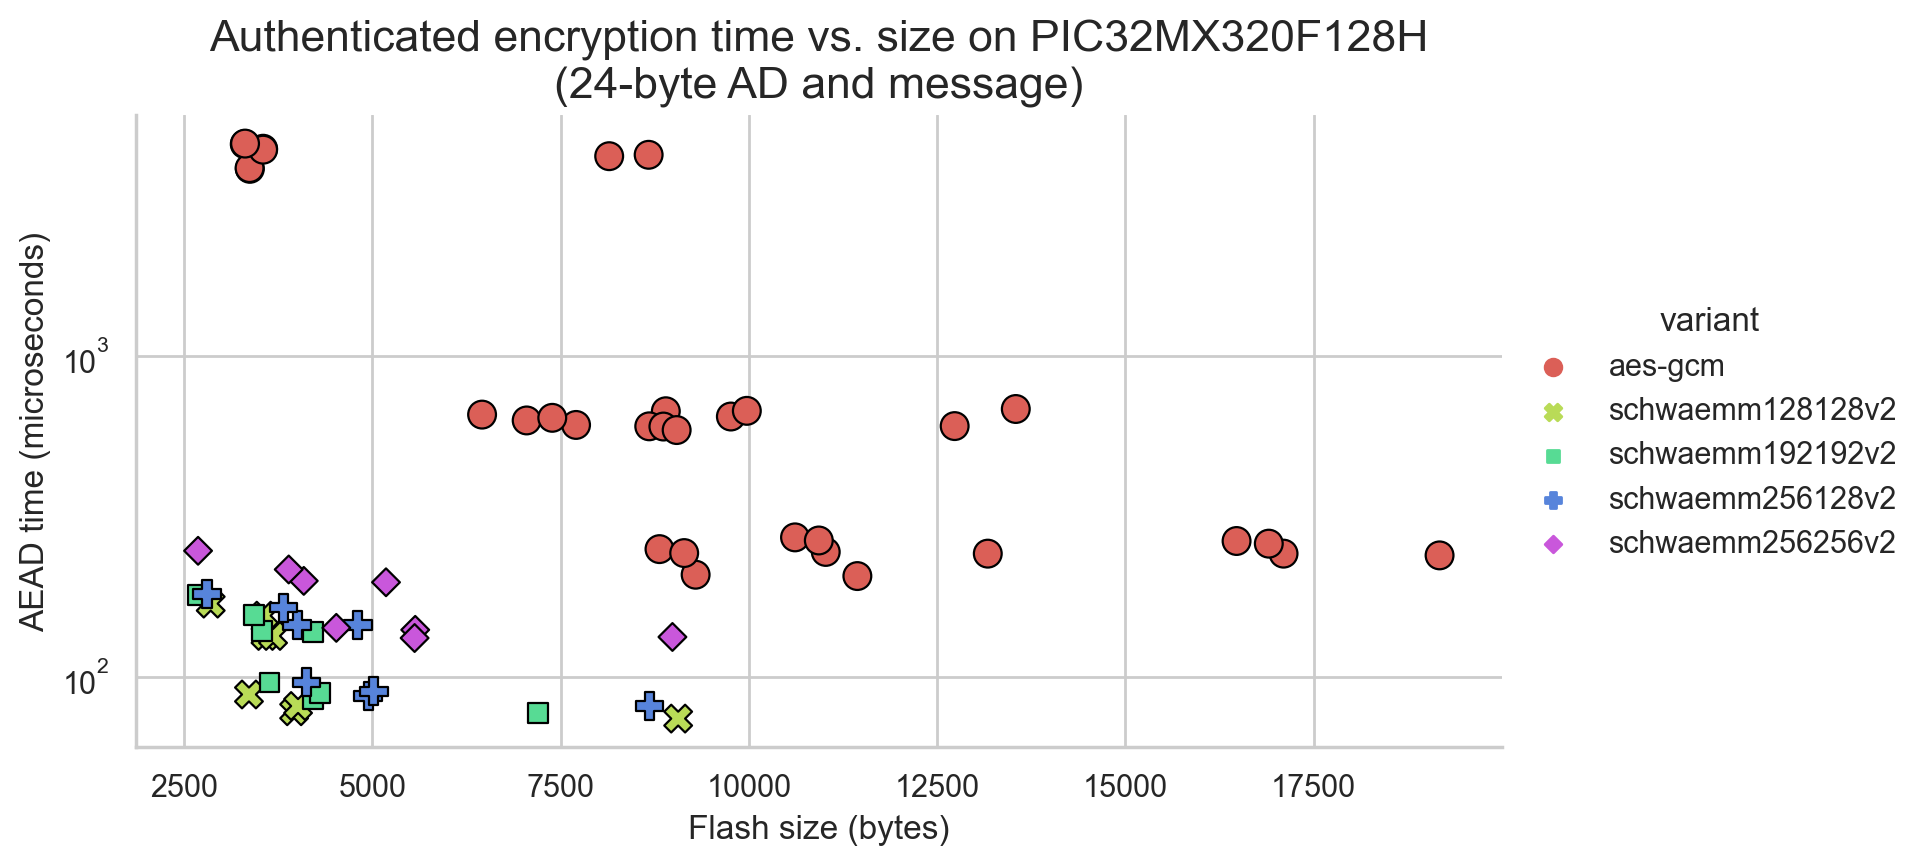 Authenticated encryption time vs. size on PIC32MX320F128H
(24-byte AD and message)
AEAD time (microseconds)
10³
10²
2500 5000 7500 10000 12500 15000 17500
Flash size (bytes)
variant
aes-gcm
schwaemm128128v2
schwaemm192192v2
schwaemm256128v2
schwaemm256256v2